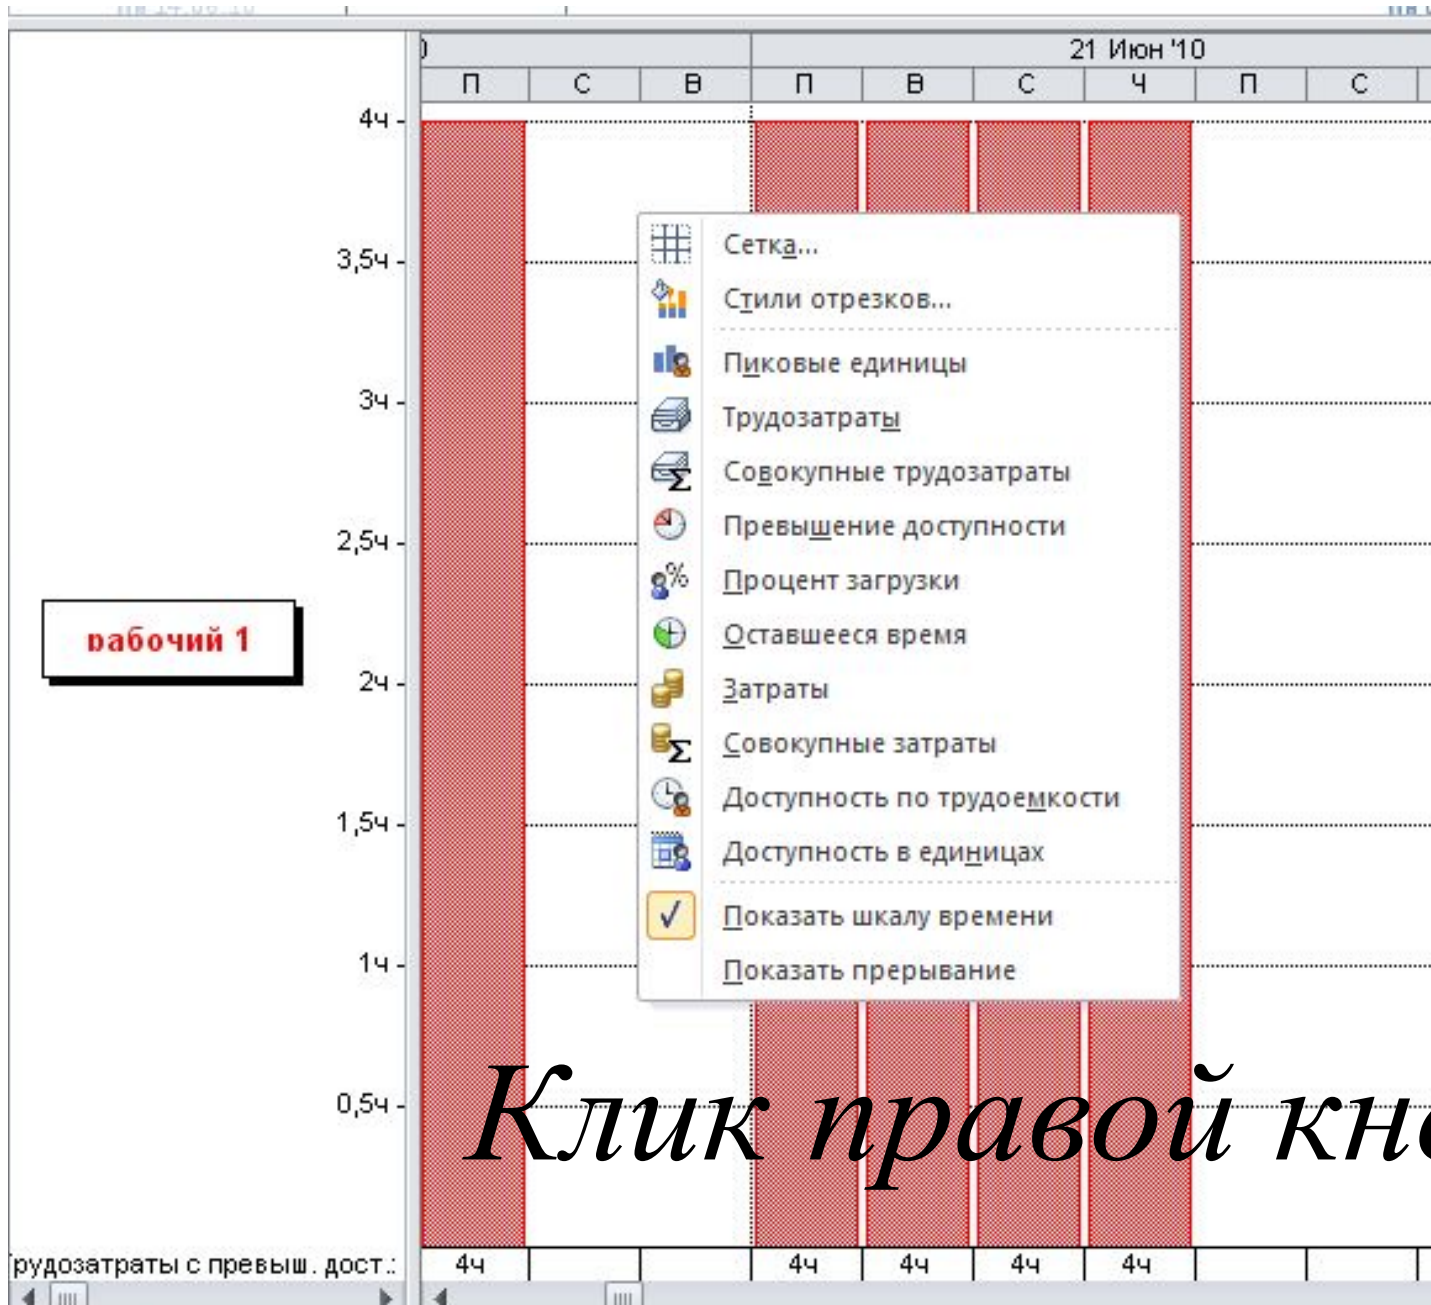 21 Июн '10
П С В П В С Ч П С
4ч
3,5ч
3ч
2,5ч
2ч
1,5ч
1ч
0,5ч
рабочий 1
Сетка...
Стили отрезков...
Пиковые единицы
Трудозатраты
Совокупные трудозатраты
Превышение доступности
Процент загрузки
Оставшееся время
Затраты
Совокупные затраты
Доступность по трудоемкости
Доступность в единицах
Показать шкалу времени
Показать прерывание
Клик правой кно
рудозатраты с превыш. дост.: 4ч 4ч 4ч 4ч 4ч